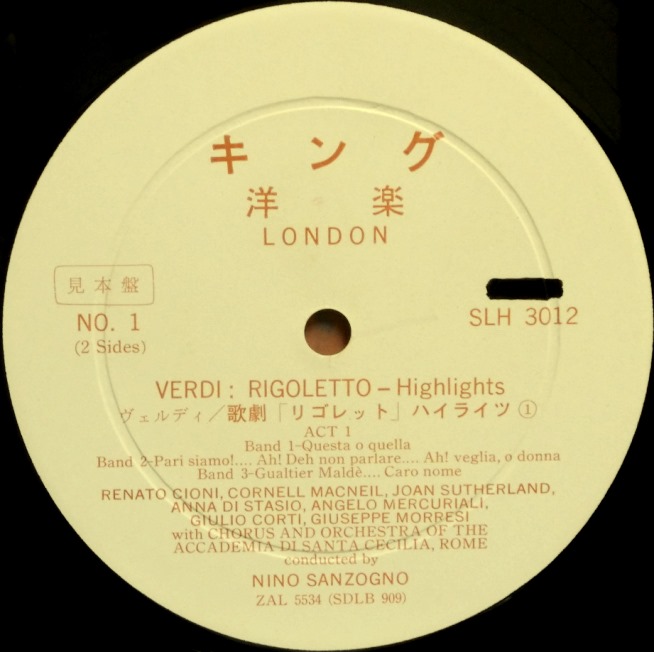 キング
洋楽
LONDON
見本盤
NO. 1
(2 Sides)
SLH 3012
VERDI : RIGOLETTO – Highlights
ヴェルディ／歌劇「リゴレット」ハイライツ①
ACT 1
Band 1-Questa o quella
Band 2-Pari siamo!.... Ah! Deh non parlare.... Ah! veglia, o donna
Band 3-Gualtier Maldè.... Caro nome
RENATO CIONI, CORNELL MACNEIL, JOAN SUTHERLAND,
ANNA DI STASIO, ANGELO MERCURIALI,
GIULIO CORTI, GIUSEPPE MORRESI
with CHORUS AND ORCHESTRA OF THE
ACCADEMIA DI SANTA CECILIA, ROME
conducted by
NINO SANZOGNO
ZAL 5534 (SDLB 909)